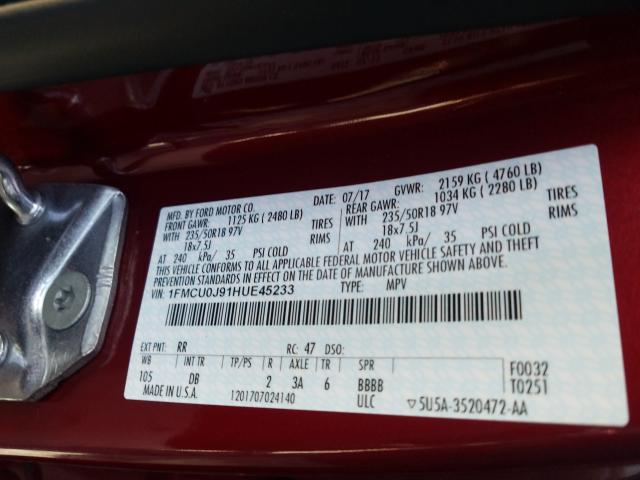 MFD. BY FORD MOTOR CO. DATE: 07/17 GVWR: 2159 KG ( 4760 LB)
FRONT GAWR: 1125 KG ( 2480 LB) REAR GAWR: 1034 KG ( 2280 LB)
WITH 235/50R18 97V TIRES WITH 235/50R18 97V TIRES
18x7.5J RIMS 18x7.5J RIMS
AT 240 kPa/ 35 PSI COLD AT 240 kPa/ 35 PSI COLD
THIS VEHICLE CONFORMS TO ALL APPLICABLE FEDERAL MOTOR VEHICLE SAFETY AND THEFT
PREVENTION STANDARDS IN EFFECT ON THE DATE OF MANUFACTURE SHOWN ABOVE.
VIN: 1FMCU0J91HUE45233 TYPE: MPV
EXT PNT: RR RC: 47 DSO:
WB INT TR TP/PS R AXLE TR SPR F0032
105 DB 2 3A 6 BBBB T0251
MADE IN U.S.A. 1201707024140 ULC ▽5U5A-3520472-AA